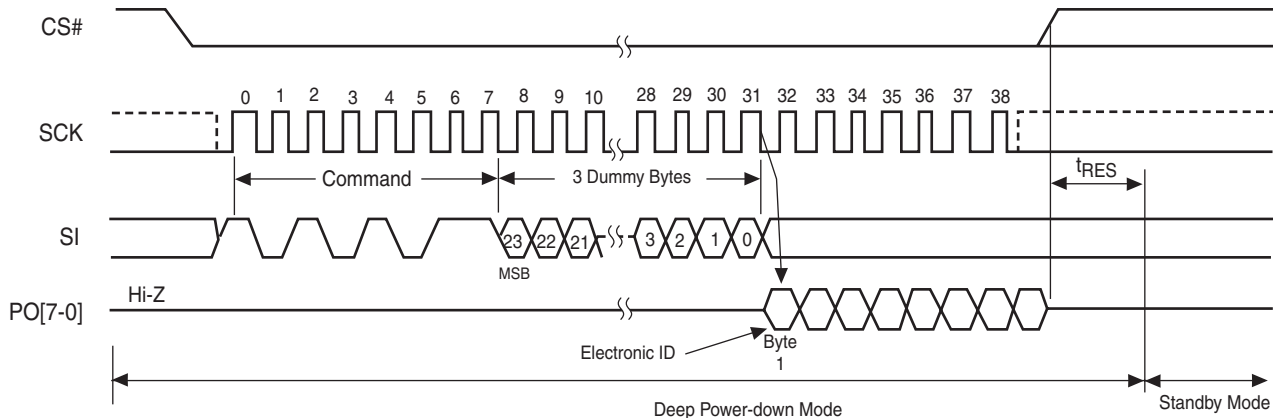 CS#
0 1 2 3 4 5 6 7 8 9 10 28 29 30 31 32 33 34 35 36 37 38
SCK
tRES
Command
3 Dummy Bytes
SI
23 22 21 3 2 1 0
MSB
Hi-Z
PO[7-0]
Electronic ID
Byte
1
Deep Power-down Mode
Standby Mode